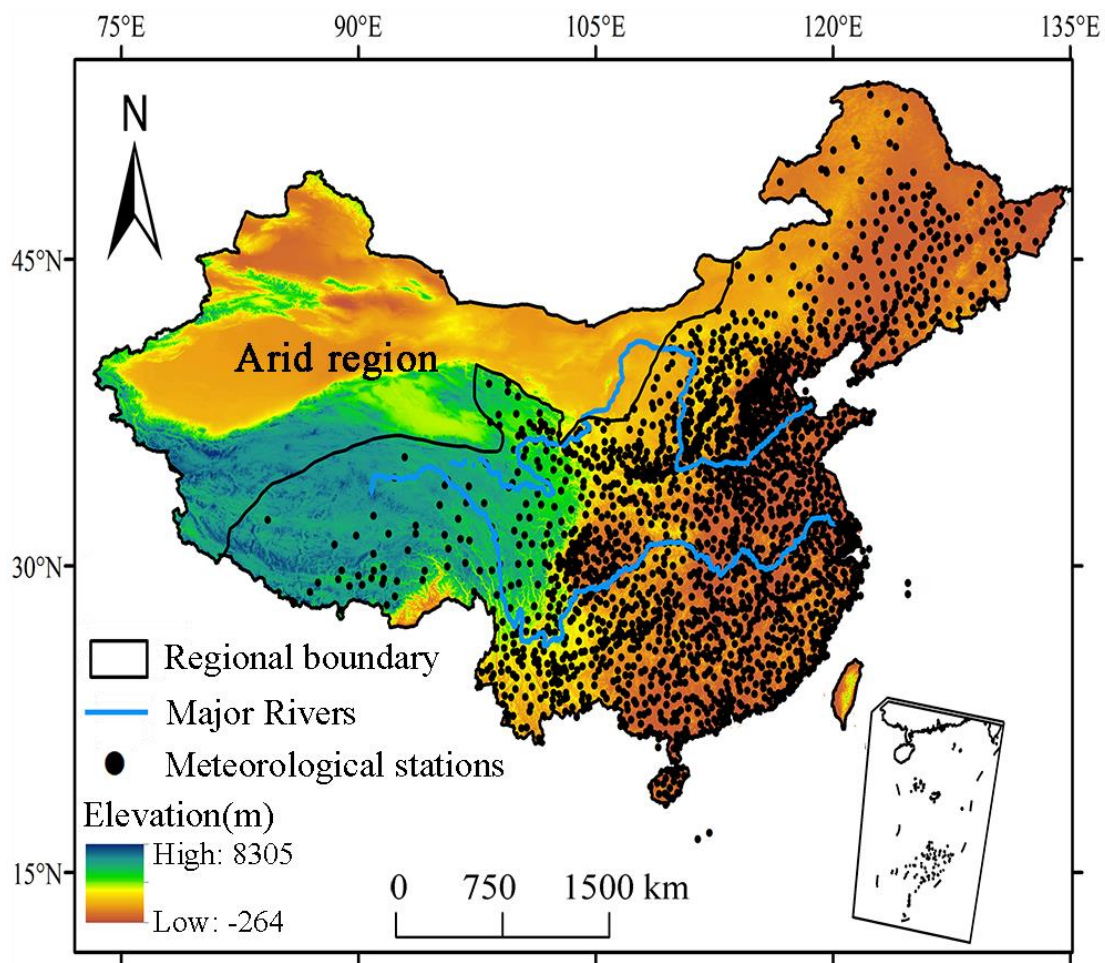 75°E 90°E 105°E 120°E 135°E
N
45°N
Arid region
30°N
Regional boundary
Major Rivers
Meteorological stations
Elevation(m)
High: 8305
15°N
Low: -264
0 750 1500 km